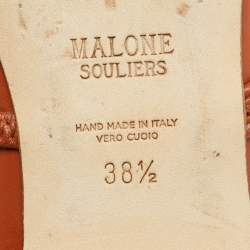 MALONE
SOULIERS
HAND MADE IN ITALY
VERO CUOIO
38½